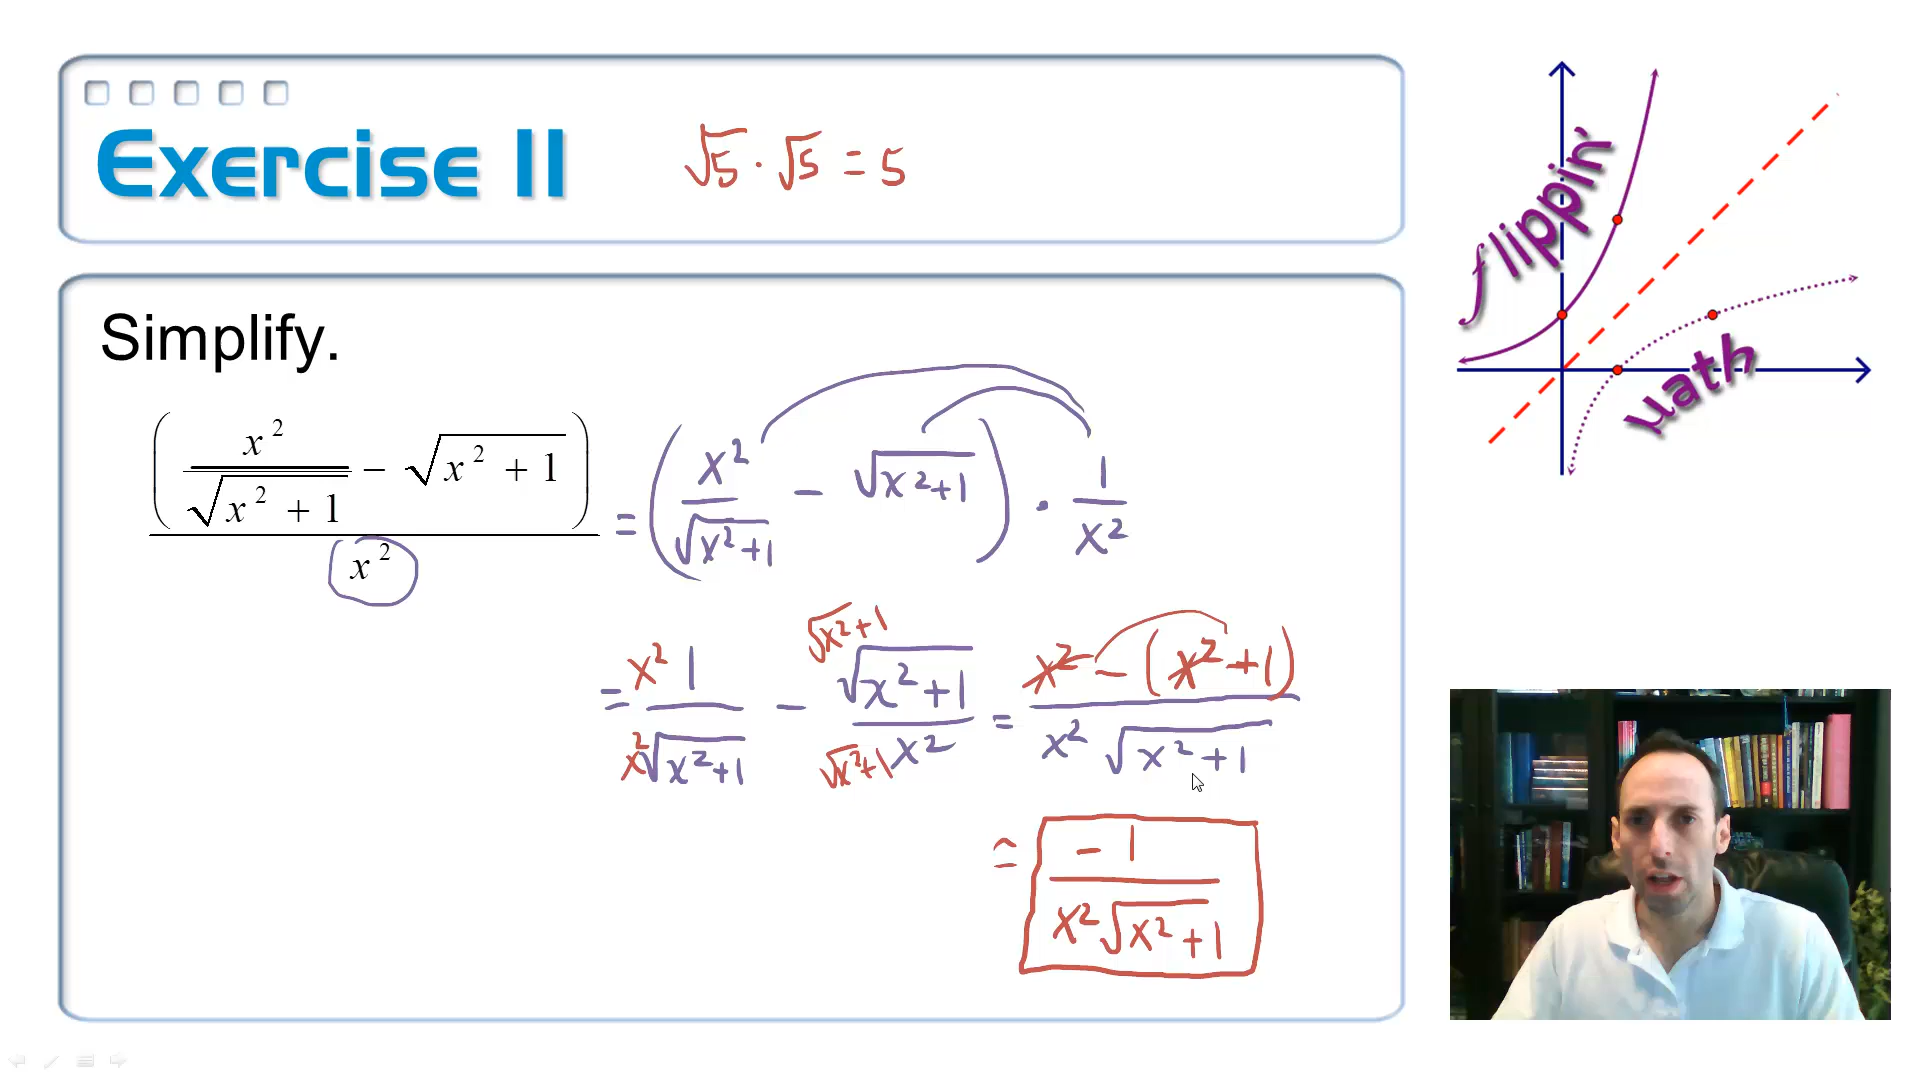 Exercise II
√5 · √5 = 5
Simplify.
(x²/√(x² + 1) − √(x² + 1))/x² = (x²/√(x²+1) − √(x²+1)) · 1/x²
= x² 1/x²√(x²+1) − √(x²+1) √(x²+1)/√(x²+1) x² = x² − (x²+1)/x² √(x²+1)
= −1/x²√(x²+1)
flippin'
math